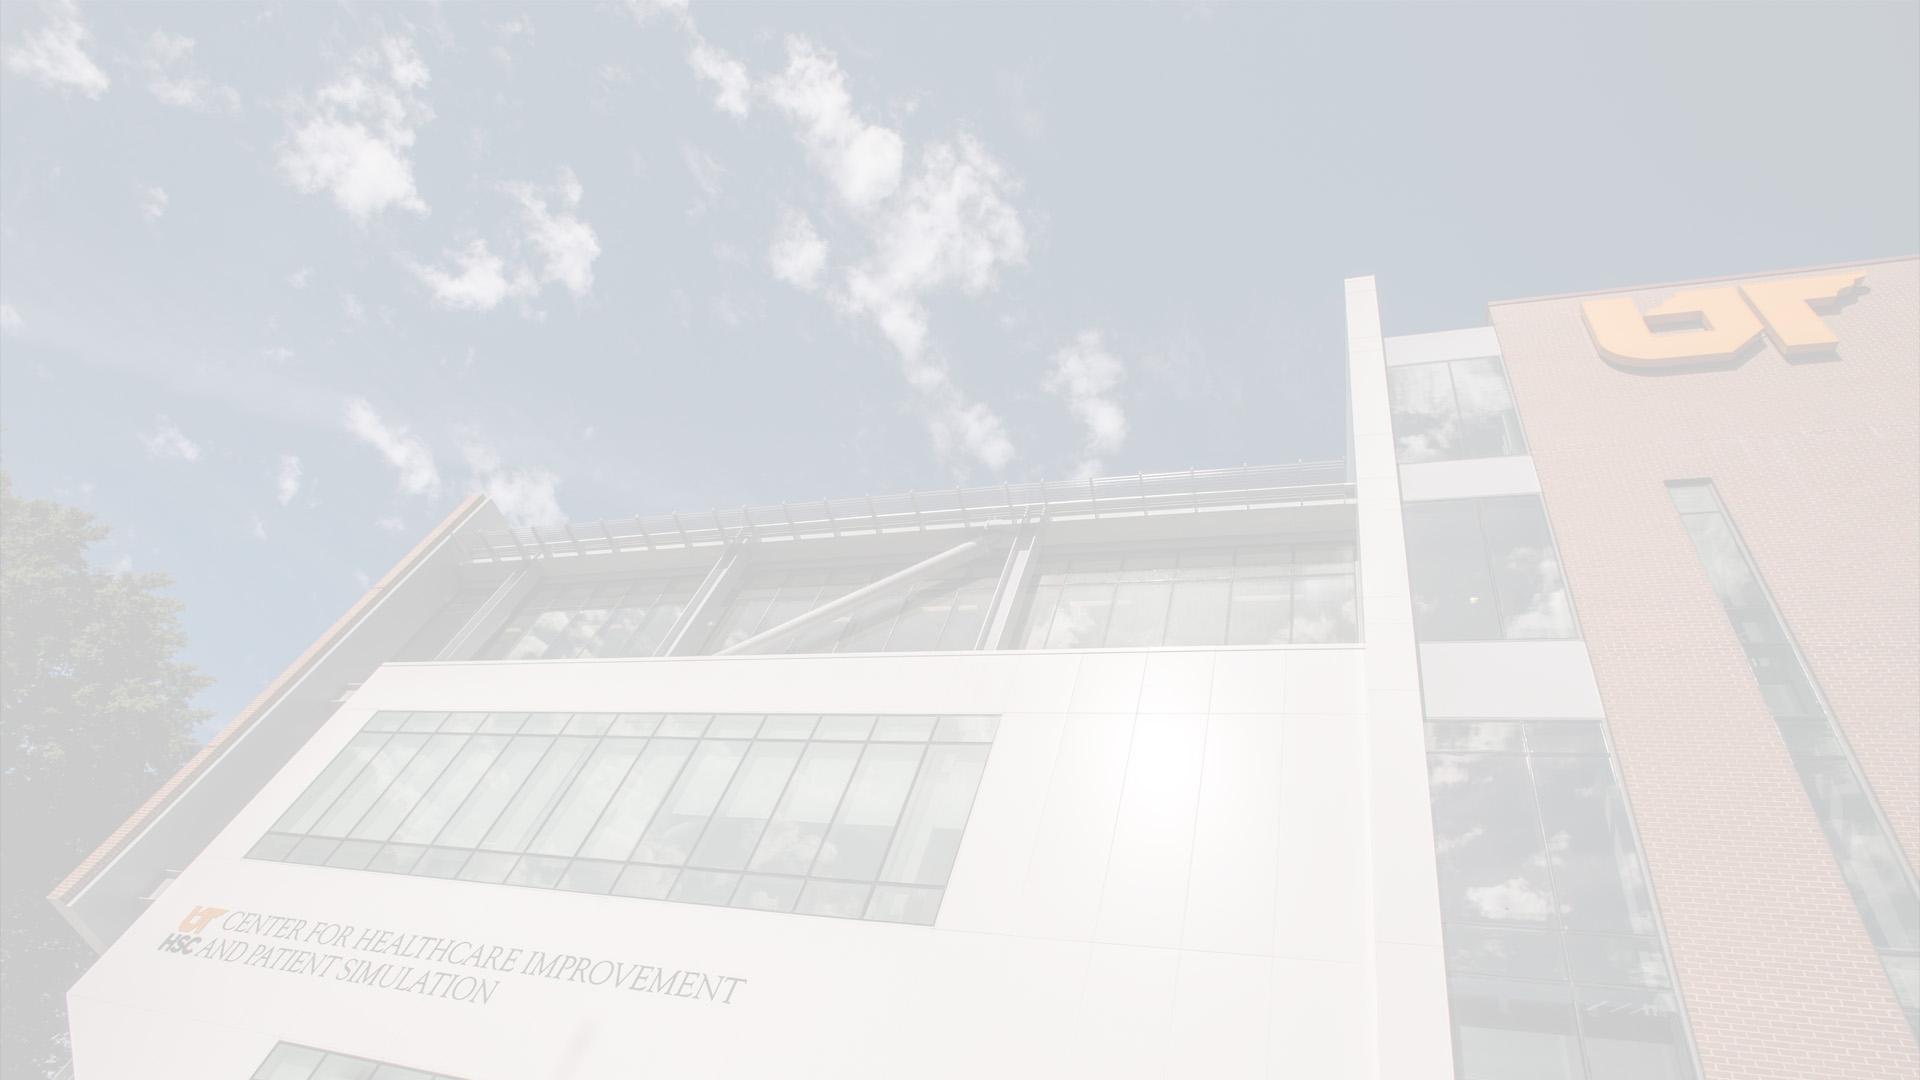 UT
UT CENTER FOR HEALTHCARE IMPROVEMENT
HSC AND PATIENT SIMULATION